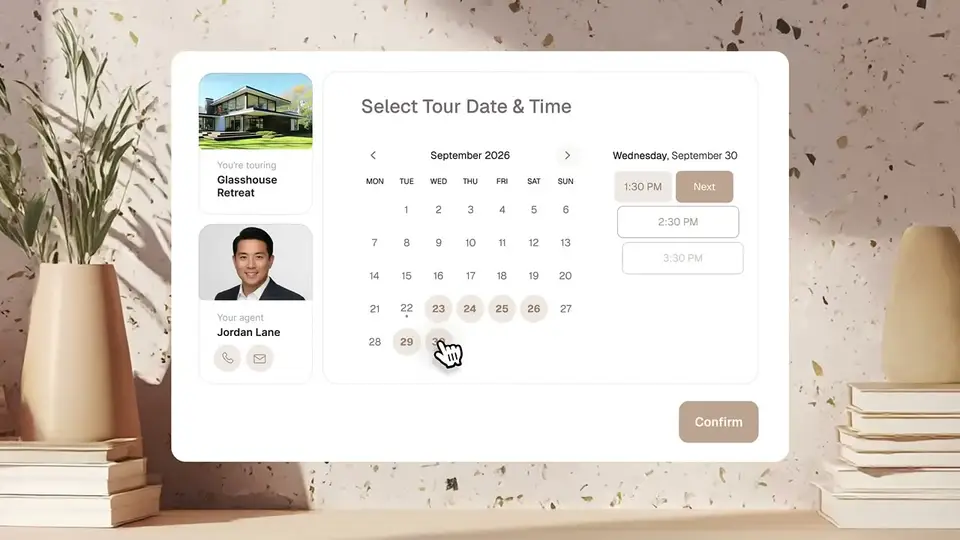 Select Tour Date & Time
You're touring
Glasshouse
Retreat
Your agent
Jordan Lane
September 2026
MON TUE WED THU FRI SAT SUN
1 2 3 4 5 6
7 8 9 10 11 12 13
14 15 16 17 18 19 20
21 22 23 24 25 26 27
28 29
Wednesday, September 30
1:30 PM Next
2:30 PM
3:30 PM
Confirm